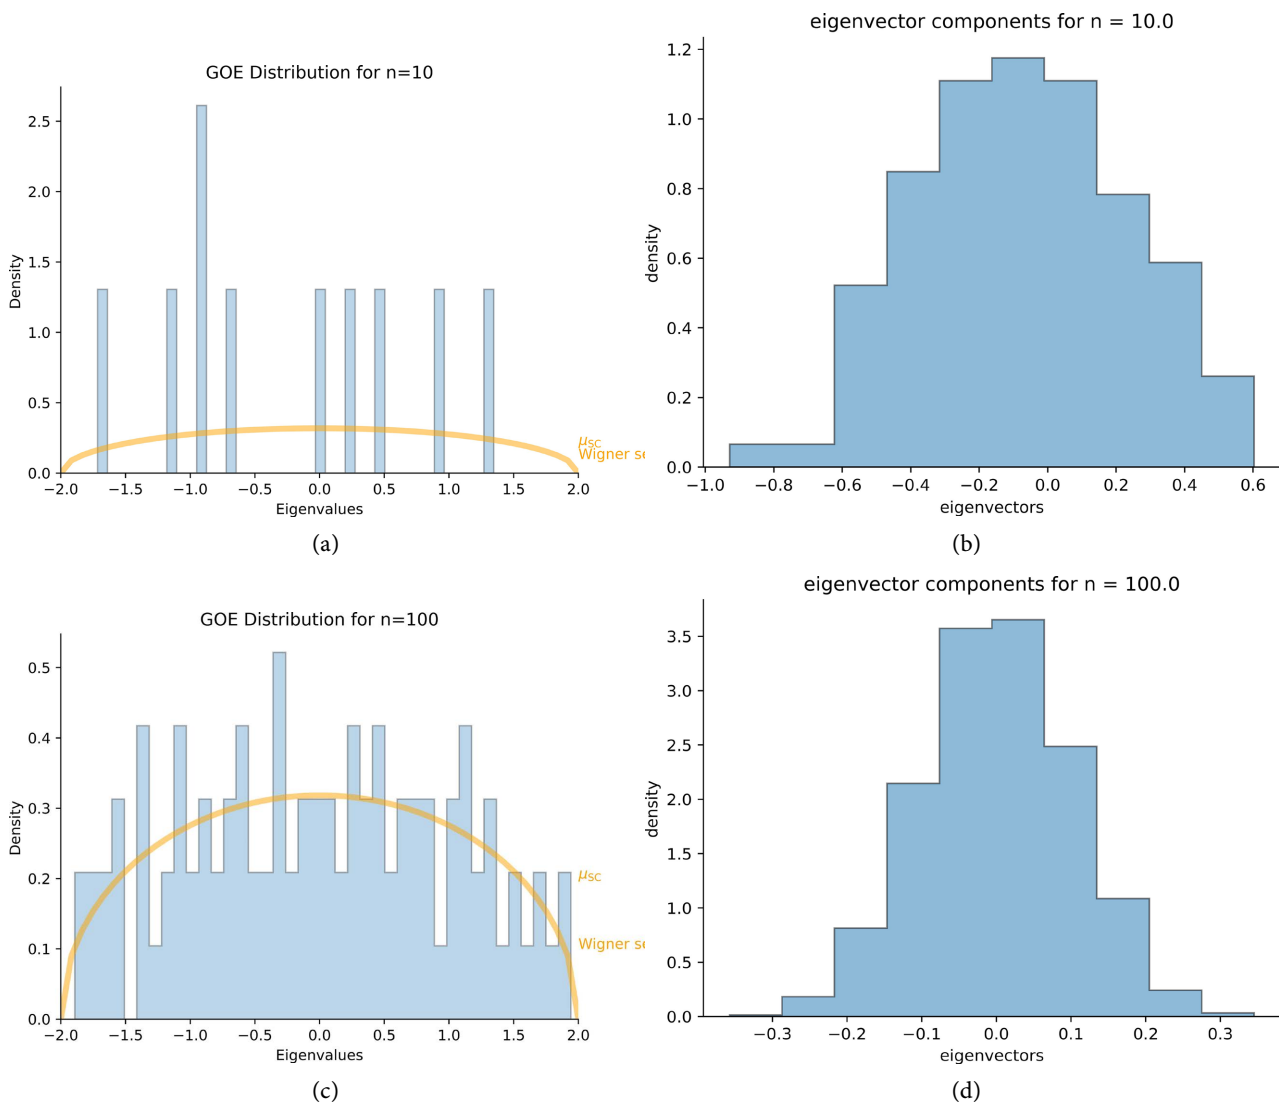 GOE Distribution for n=10
Density
2.5
2.0
1.5
1.0
0.5
0.0
−2.0 −1.5 −1.0 −0.5 0.0 0.5 1.0 1.5 2.0
Eigenvalues
μSC
Wigner se
(a)
eigenvector components for n = 10.0
density
1.2
1.0
0.8
0.6
0.4
0.2
0.0
−1.0 −0.8 −0.6 −0.4 −0.2 0.0 0.2 0.4 0.6
eigenvectors
(b)
GOE Distribution for n=100
Density
0.5
0.4
0.3
0.2
0.1
0.0
−2.0 −1.5 −1.0 −0.5 0.0 0.5 1.0 1.5 2.0
Eigenvalues
μSC
Wigner se
(c)
eigenvector components for n = 100.0
density
3.5
3.0
2.5
2.0
1.5
1.0
0.5
0.0
−0.3 −0.2 −0.1 0.0 0.1 0.2 0.3
eigenvectors
(d)